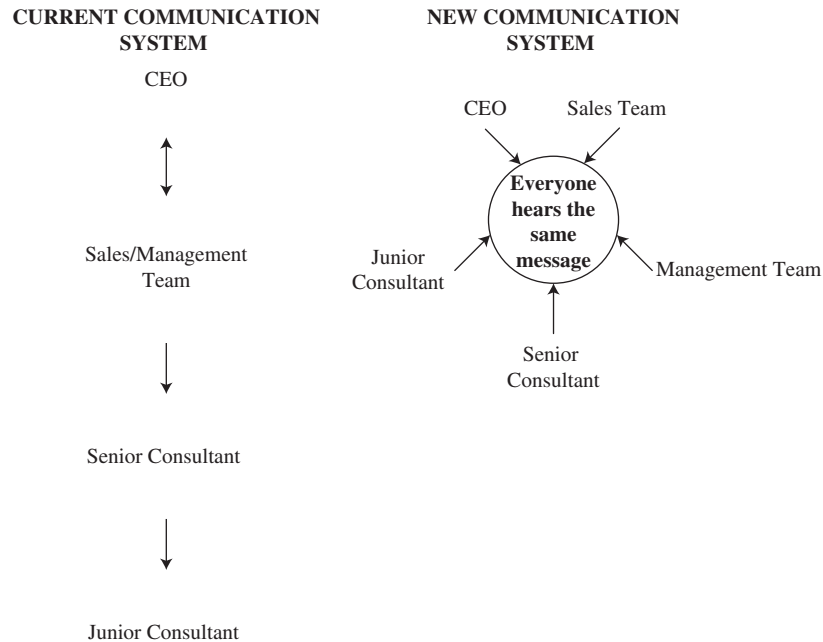 CURRENT COMMUNICATION
SYSTEM
CEO
Sales/Management
Team
Senior Consultant
Junior Consultant
NEW COMMUNICATION
SYSTEM
CEO
Sales Team
Everyone
hears the
same
message
Junior
Consultant
Management Team
Senior
Consultant